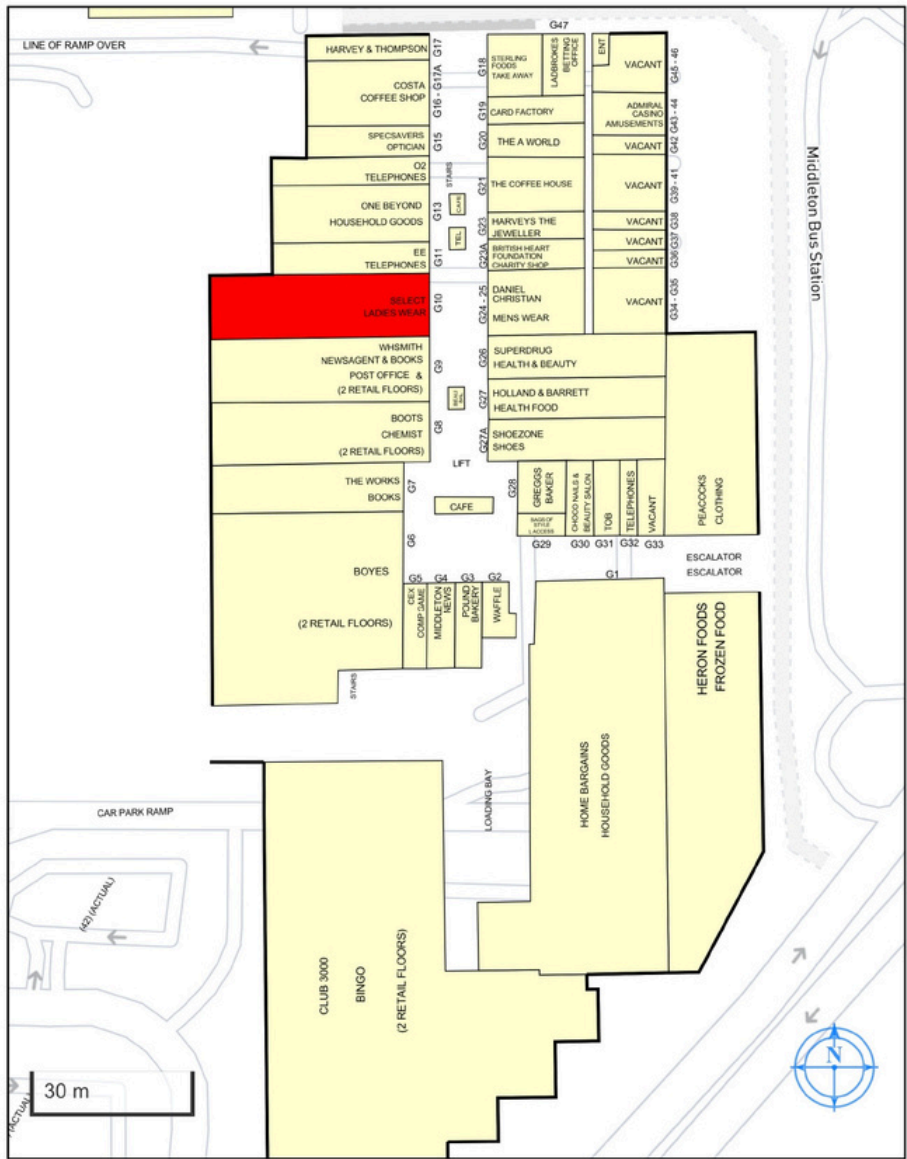 LINE OF RAMP OVER
G47
HARVEY & THOMPSON
G17
COSTA
COFFEE SHOP
G16 - G17A
SPECSAVERS
OPTICIAN
G15
O2
TELEPHONES
ONE BEYOND
HOUSEHOLD GOODS
G13
EE
TELEPHONES
G11
SELECT
LADIES WEAR
G10
WHSMITH
NEWSAGENT & BOOKS
POST OFFICE &
(2 RETAIL FLOORS)
G9
BOOTS
CHEMIST
(2 RETAIL FLOORS)
G8
THE WORKS
BOOKS
G7
BOYES
(2 RETAIL FLOORS)
G6
STAIRS
CAFE
TEL
LIFT
CAFE
G18
STERLING
FOODS
TAKE AWAY
LADBROKES
BETTING
OFFICE
ENT
VACANT
G45 - 46
G19
CARD FACTORY
ADMIRAL
CASINO
AMUSEMENTS
G43 - 44
G20
THE A WORLD
VACANT
G42
G21
THE COFFEE HOUSE
VACANT
G39 - 41
G23
HARVEYS THE
JEWELLER
VACANT
G38
VACANT
G37
G23A
BRITISH HEART
FOUNDATION
CHARITY SHOP
VACANT
G36
G24 - 25
DANIEL
CHRISTIAN
MENS WEAR
VACANT
G34 - G35
G26
SUPERDRUG
HEALTH & BEAUTY
G27
HOLLAND & BARRETT
HEALTH FOOD
G27A
SHOEZONE
SHOES
G28
GREGGS
BAKER
BAGS OF
STYLE
LACCESS
G29
CHOCO NAILS &
BEAUTY SALON
G30
TOB
G31
TELEPHONES
G32
VACANT
G33
PEACOCKS
CLOTHING
ESCALATOR
ESCALATOR
G1
G5
CEX
COMP GAME
G4
MIDDLETON
NEWS
G3
POUND
BAKERY
G2
WAFFLE
STAIRS
HERON FOODS
FROZEN FOOD
HOME BARGAINS
HOUSEHOLD GOODS
LOADING BAY
CAR PARK RAMP
(42) (ACTUAL)
CLUB 3000
BINGO
(2 RETAIL FLOORS)
Middleton Bus Station
30 m
(ACTUAL)
N